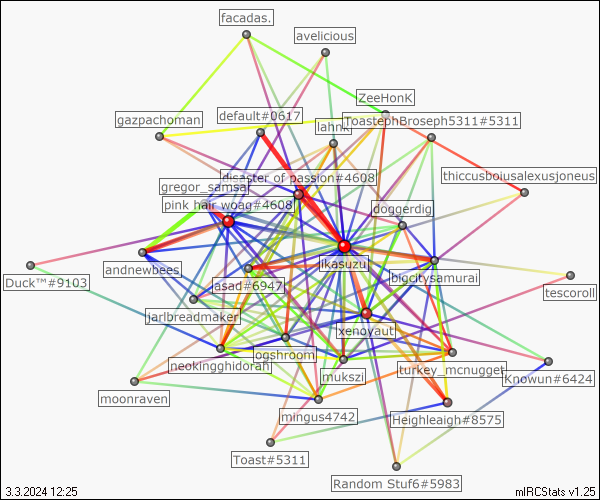 facadas.
avelicious
ZeeHonK
gazpachoman
default#0617
lahnk
ToastephBroseph5311#5311
disaster of passion#4608
thiccusboiusalexusjoneus
gregor_samsa
pink hair woag#4608
doggerdig
Duck™#9103
andnewbees
asad#6947
jikasuzu
bigcitysamurai
tescoroll
jarlbreadmaker
xenoyaut
neokingghidorah
ogshroom
mukszi
turkey_mcnugget
Knowun#6424
moonraven
mingus4742
Heighleaigh#8575
Toast#5311
Random Stuf6#5983
3.3.2024 12:25
mIRCStats v1.25